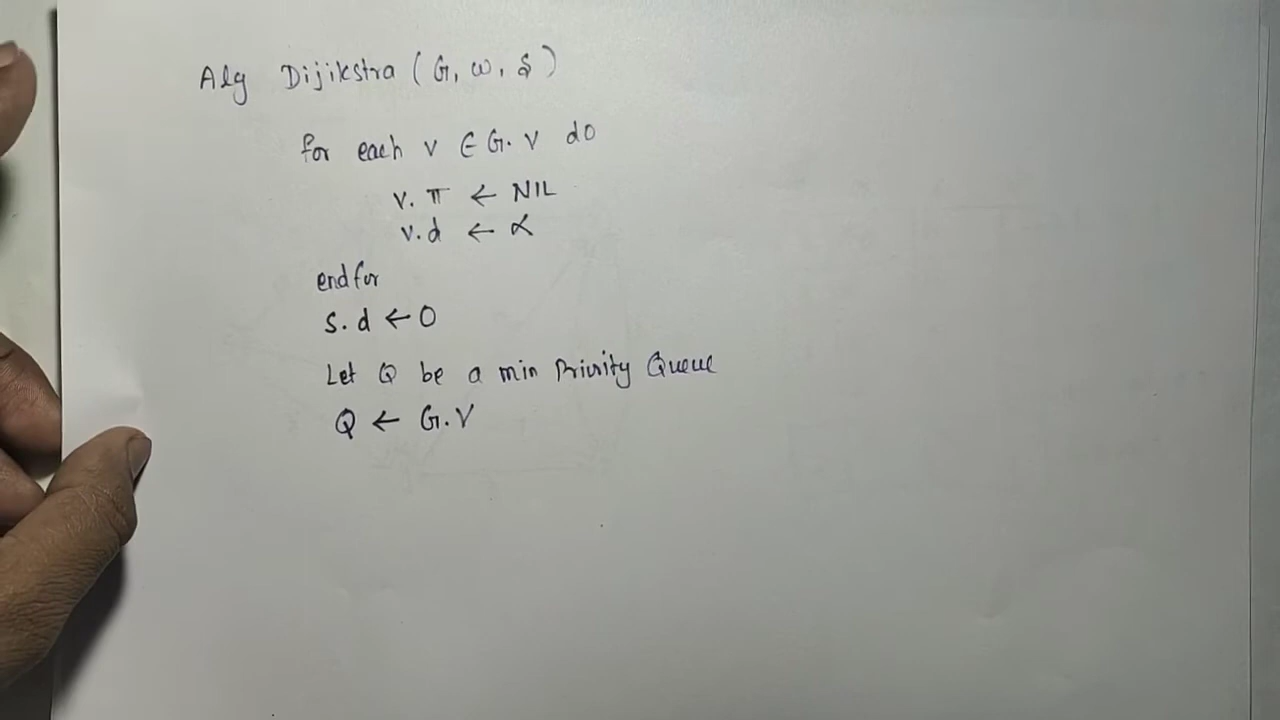 Alg Dijikstra (G, w, s)
for each v ∈ G.V do
v.π ← NIL
v.d ← α
endfor
s.d ← 0
Let Q be a min Priority Queue
Q ← G.V